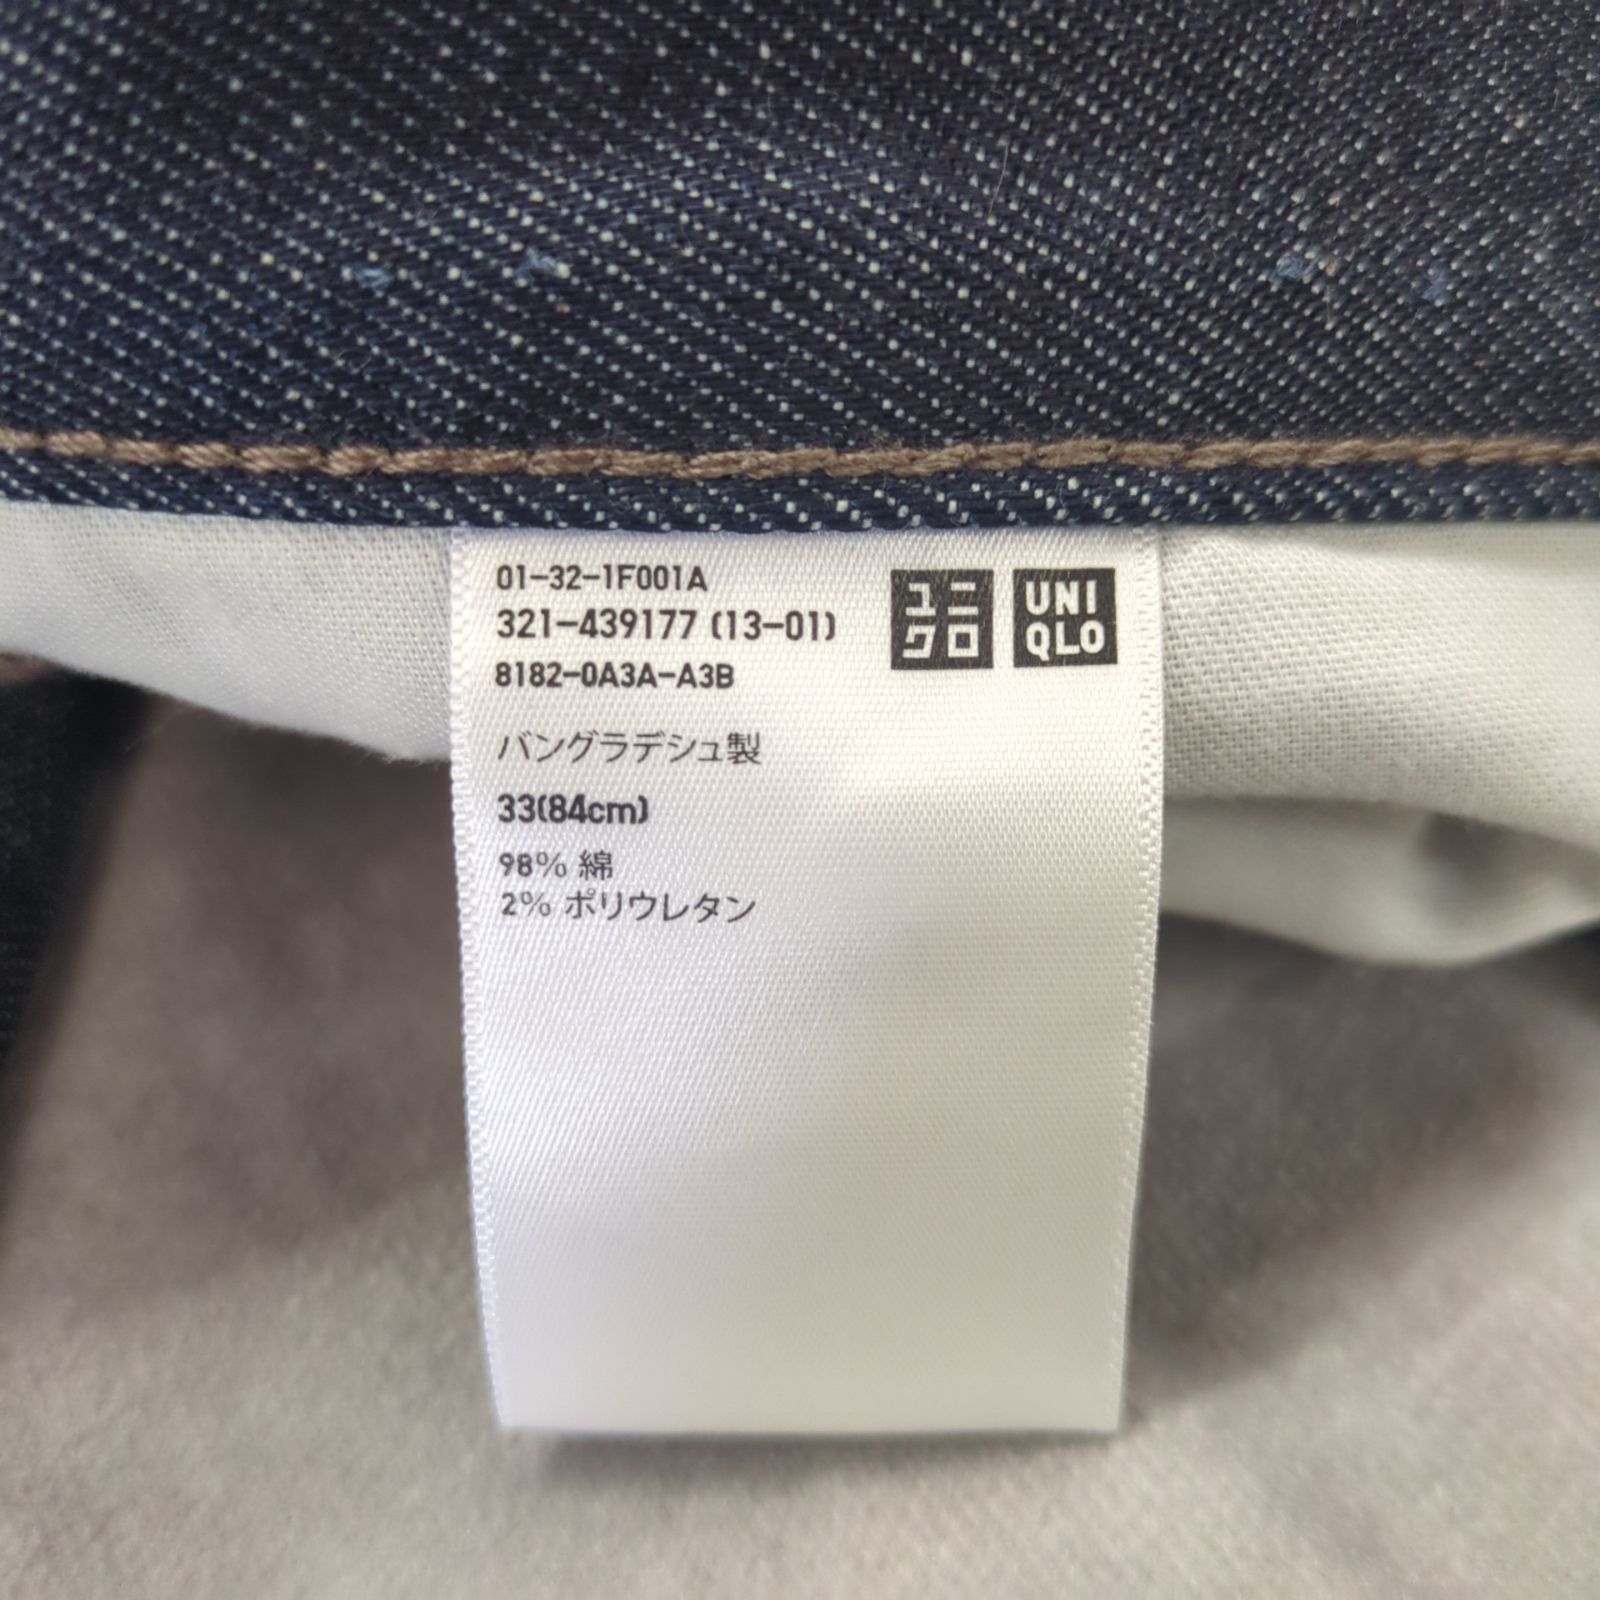 01-32-1F001A
321-439177 (13-01)
8182-0A3A-A3B
ユニ
クロ
UNI
QLO
バングラデシュ製
33(84cm)
98% 綿
2% ポリウレタン